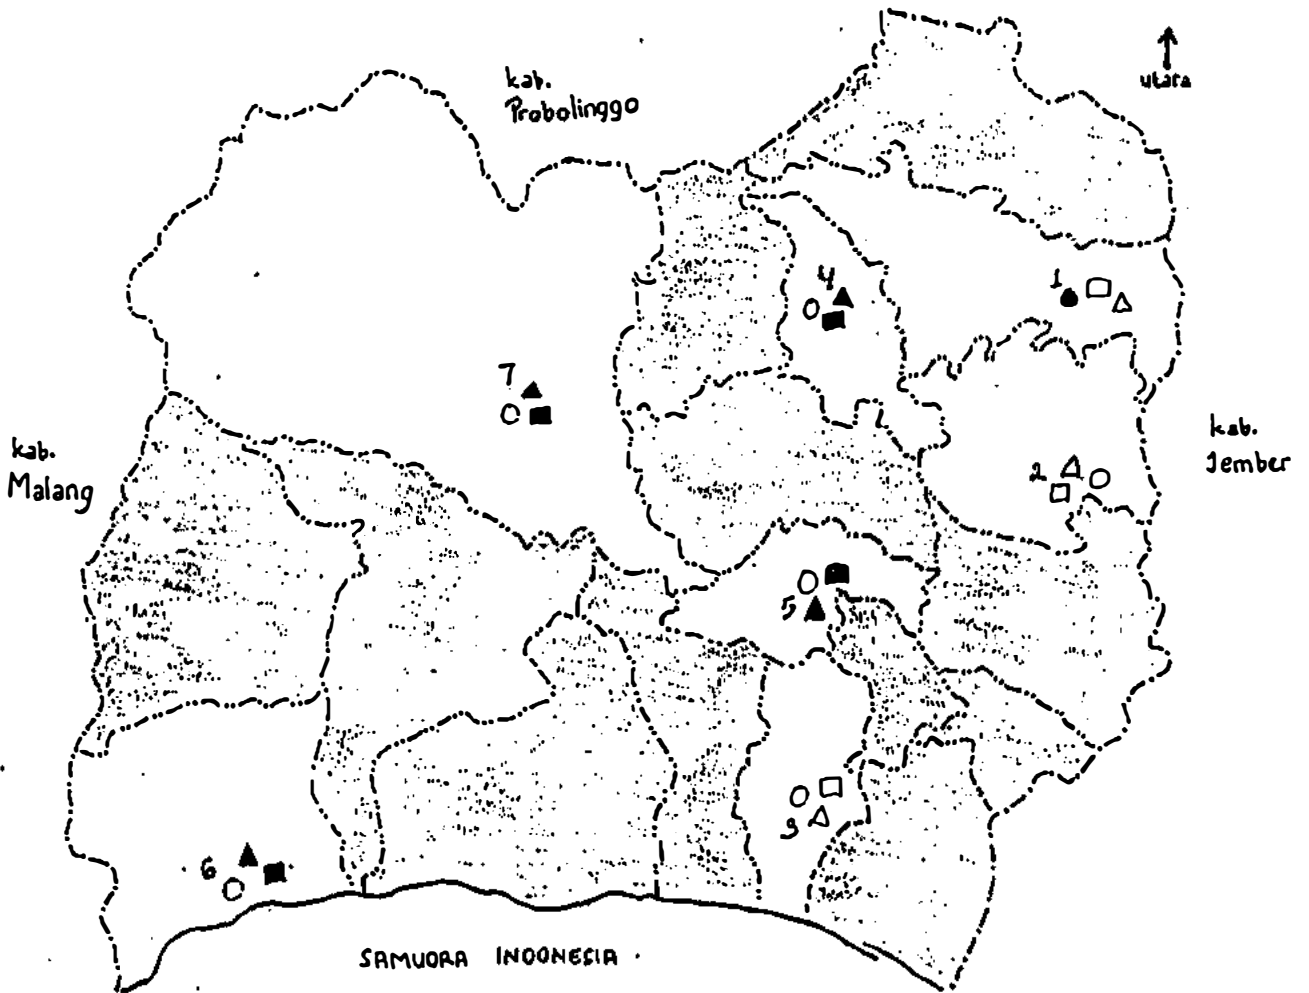 utara
kab.
Probolinggo
1
4
7
kab.
Malang
kab.
Jember
2
5
3
6
SAMUDRA INDONESIA